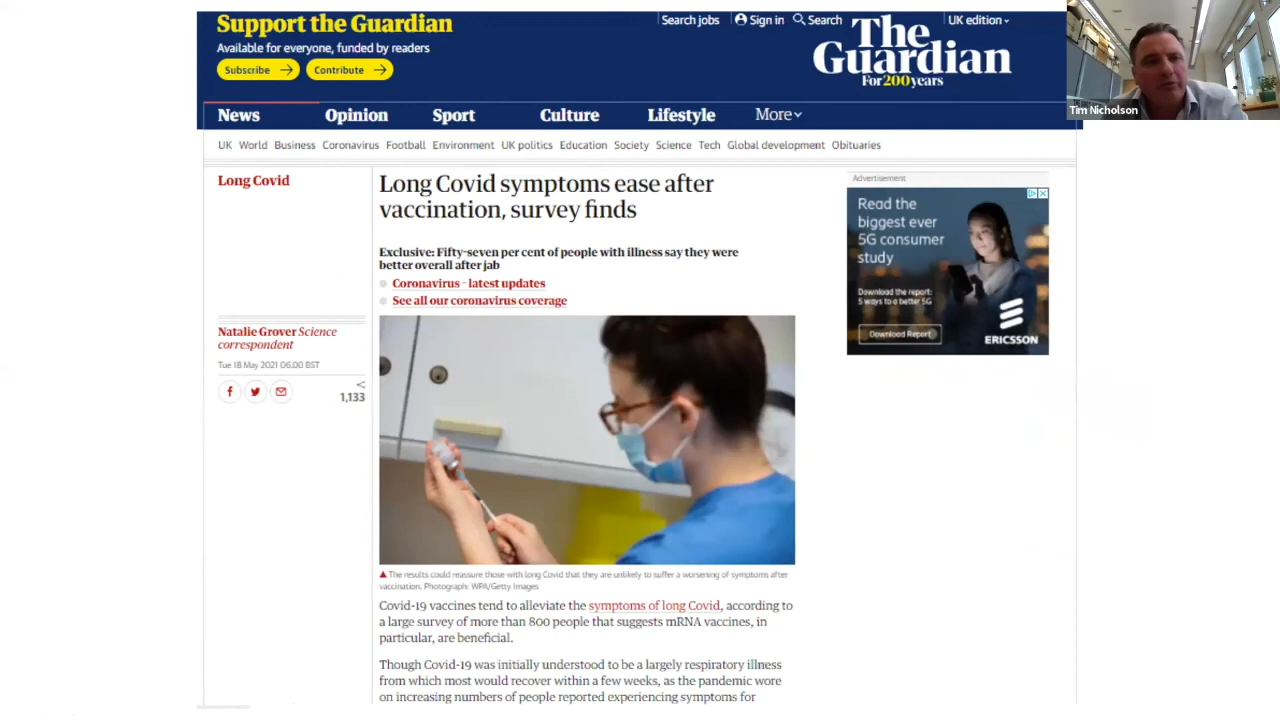 Support the Guardian
Available for everyone, funded by readers
Subscribe
Contribute
Search jobs
Sign in
Search
UK edition
The
Guardian
For 200 years
Tim Nicholson
News
Opinion
Sport
Culture
Lifestyle
More
UK World Business Coronavirus Football Environment UK politics Education Society Science Tech Global development Obituaries
Long Covid
Long Covid symptoms ease after
vaccination, survey finds
Exclusive: Fifty-seven per cent of people with illness say they were
better overall after jab
Coronavirus - latest updates
See all our coronavirus coverage
Natalie Grover Science
correspondent
Tue 18 May 2021 06.00 BST
1,133
Advertisement
Read the
biggest ever
5G consumer
study
Download the report:
5 ways to a better 5G
Download Report
ERICSSON
The results could reassure those with long Covid that they are unlikely to suffer a worsening of symptoms after
vaccination. Photograph: WPA/Getty Images
Covid-19 vaccines tend to alleviate the symptoms of long Covid, according to
a large survey of more than 800 people that suggests mRNA vaccines, in
particular, are beneficial.
Though Covid-19 was initially understood to be a largely respiratory illness
from which most would recover within a few weeks, as the pandemic wore
on increasing numbers of people reported experiencing symptoms for